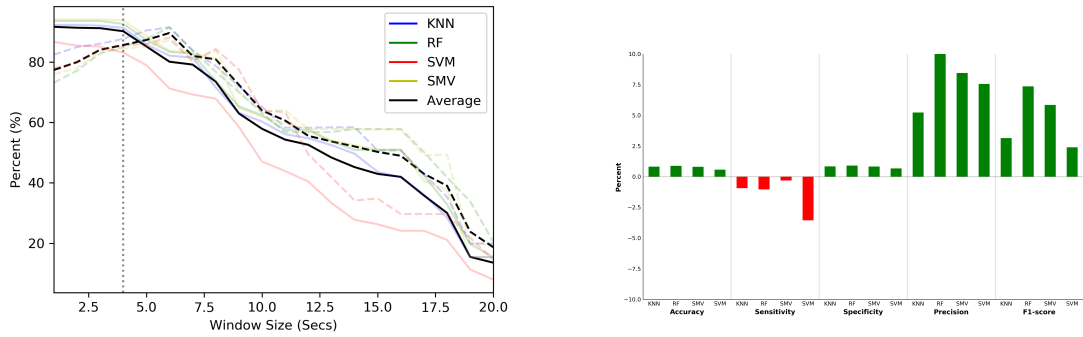 KNN
RF
SVM
SMV
Average
80
60
40
20
Percent (%)
2.5 5.0 7.5 10.0 12.5 15.0 17.5 20.0
Window Size (Secs)
10.0
7.5
5.0
2.5
0.0
−2.5
−5.0
−7.5
−10.0
Percent
KNN RF SMV SVM KNN RF SMV SVM KNN RF SMV SVM KNN RF SMV SVM KNN RF SMV SVM
Accuracy Sensitivity Specificity Precision F1-score